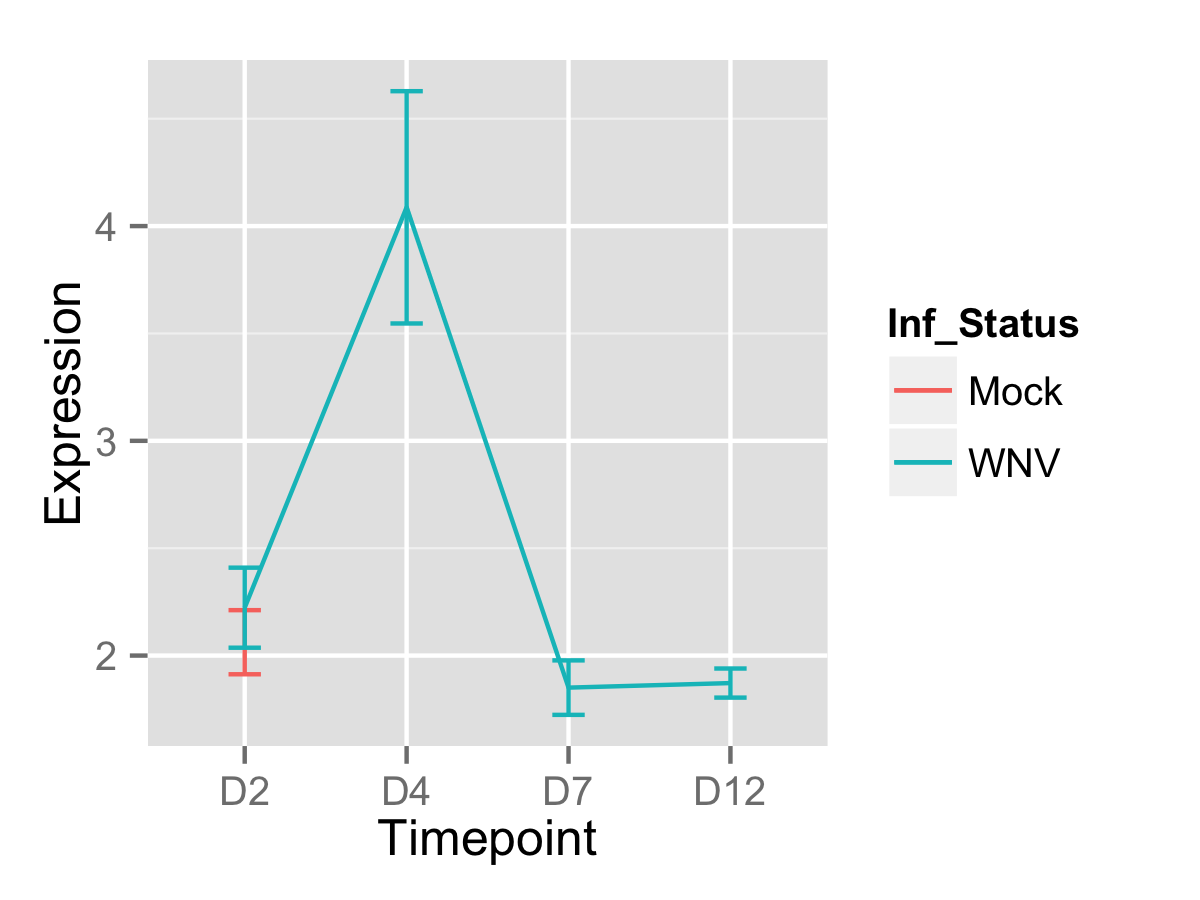 4
3
2
Expression
D2 D4 D7 D12
Timepoint
Inf_Status
Mock
WNV